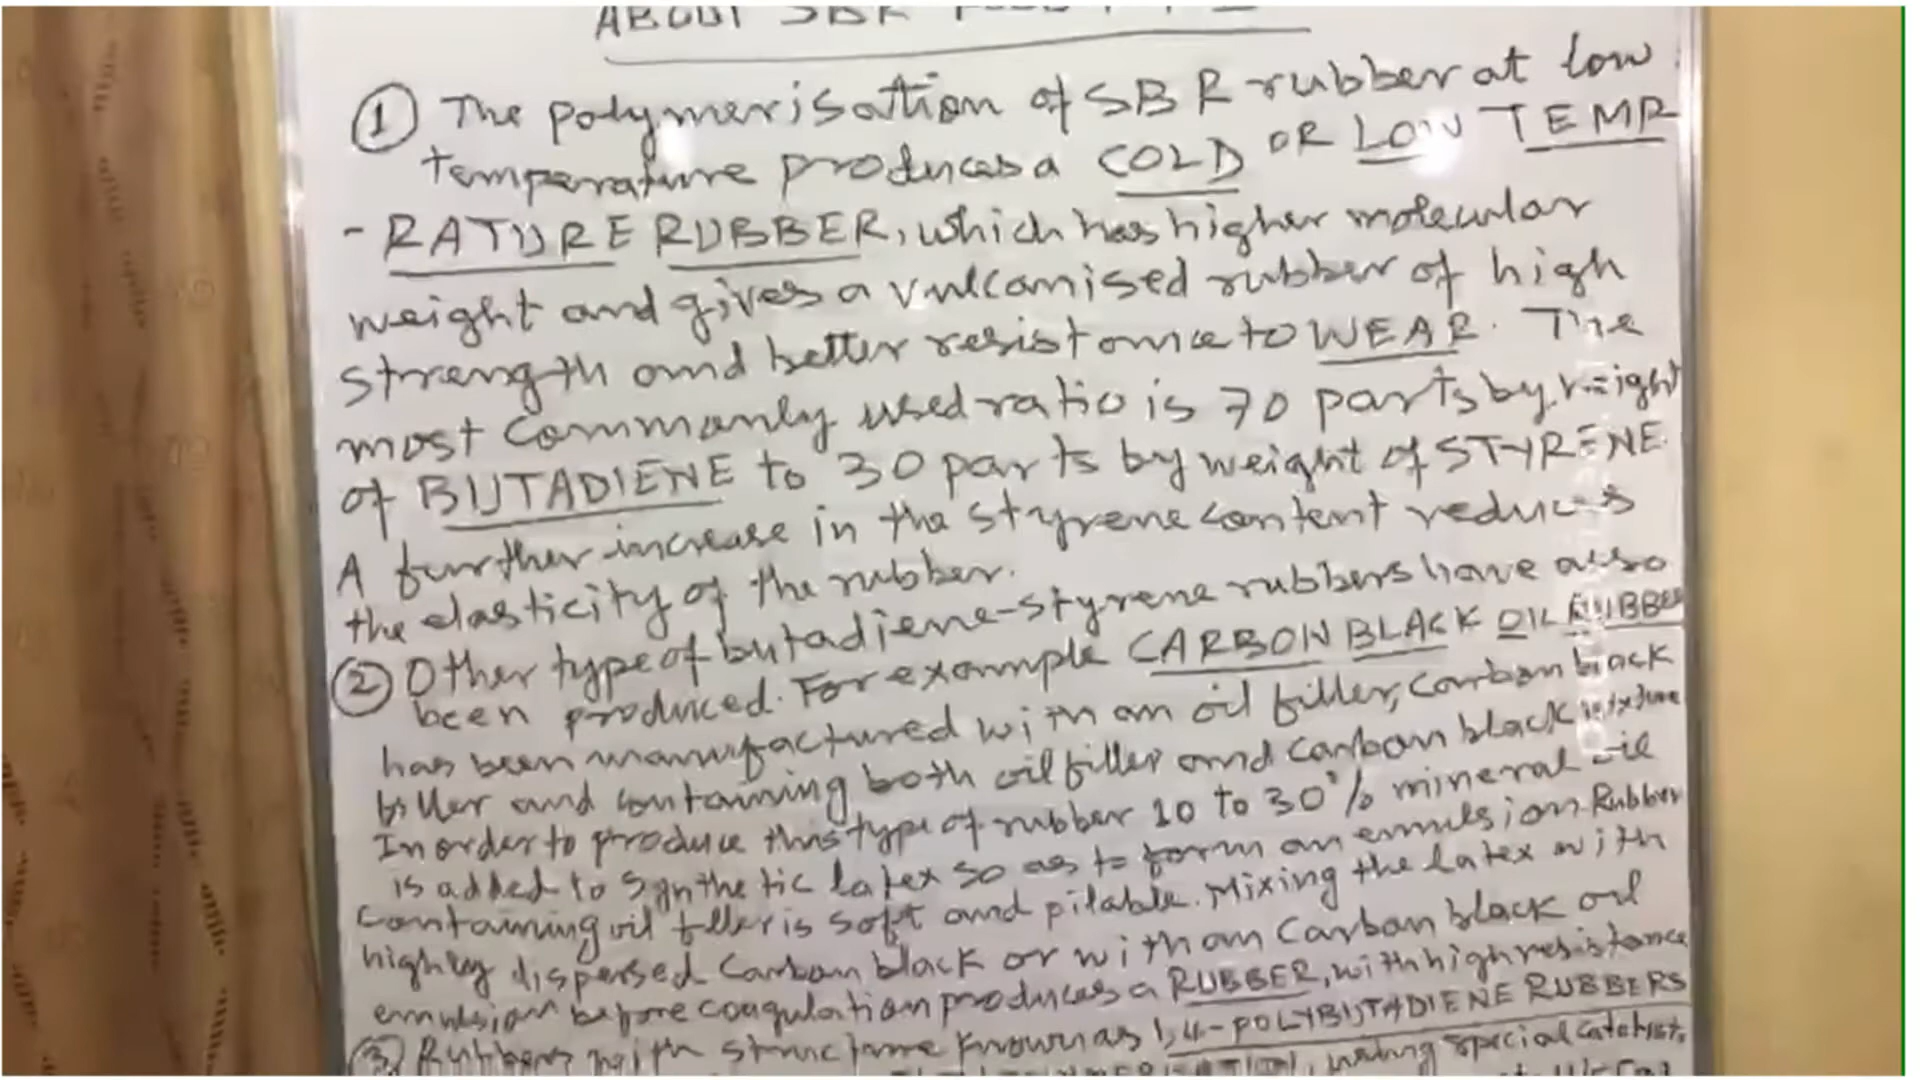 ABOUT SBR
① The polymerisation of SBR rubber at low
temperature produces a COLD OR LOW TEMP
- RATURE RUBBER, which has higher molecular
weight and gives a vulcanised rubber of high
strength and better resistance to WEAR. The
most commonly used ratio is 70 parts by weight
of BUTADIENE to 30 parts by weight of STYRENE.
A further increase in the styrene content reduces
the elasticity of the rubber.
② Other type of butadiene-styrene rubbers have also
been produced. For example CARBON BLACK OIL RUBBER
has been manufactured with an oil filler, carbon black
filler and containing both oil filler and carbon black mixture
In order to produce this type of rubber 10 to 30% mineral oil
is added to synthetic latex so as to form an emulsion. Rubber
containing oil filler is soft and pilable. Mixing the latex with
highly dispersed carbon black or with an carbon black oil
emulsion before coagulation produces a RUBBER, with high resistance
③ Rubbers with structure known as 1,4-POLYBUTADIENE RUBBERS
using special catalyst,